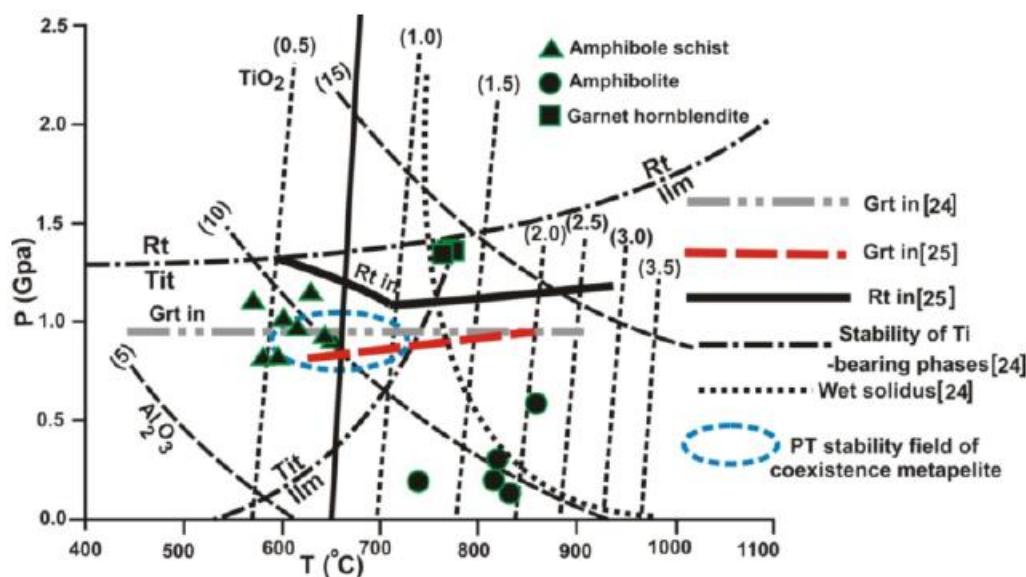 2.5
2.0
1.5
1.0
0.5
0.0
P (Gpa)
400
500
600
700
800
900
1000
1100
T (°C)
(0.5)
TiO2
(15)
(1.0)
(1.5)
(10)
(2.0)
(2.5)
(3.0)
(3.5)
(5)
Al2O3
Rt
Ilm
Rt
Tit
Rt in
Grt in
Tit
Ilm
Amphibole schist
Amphibolite
Garnet hornblendite
Grt in [24]
Grt in [25]
Rt in [25]
Stability of Ti
-bearing phases[24]
Wet solidus[24]
PT stability field of
coexistence metapelite